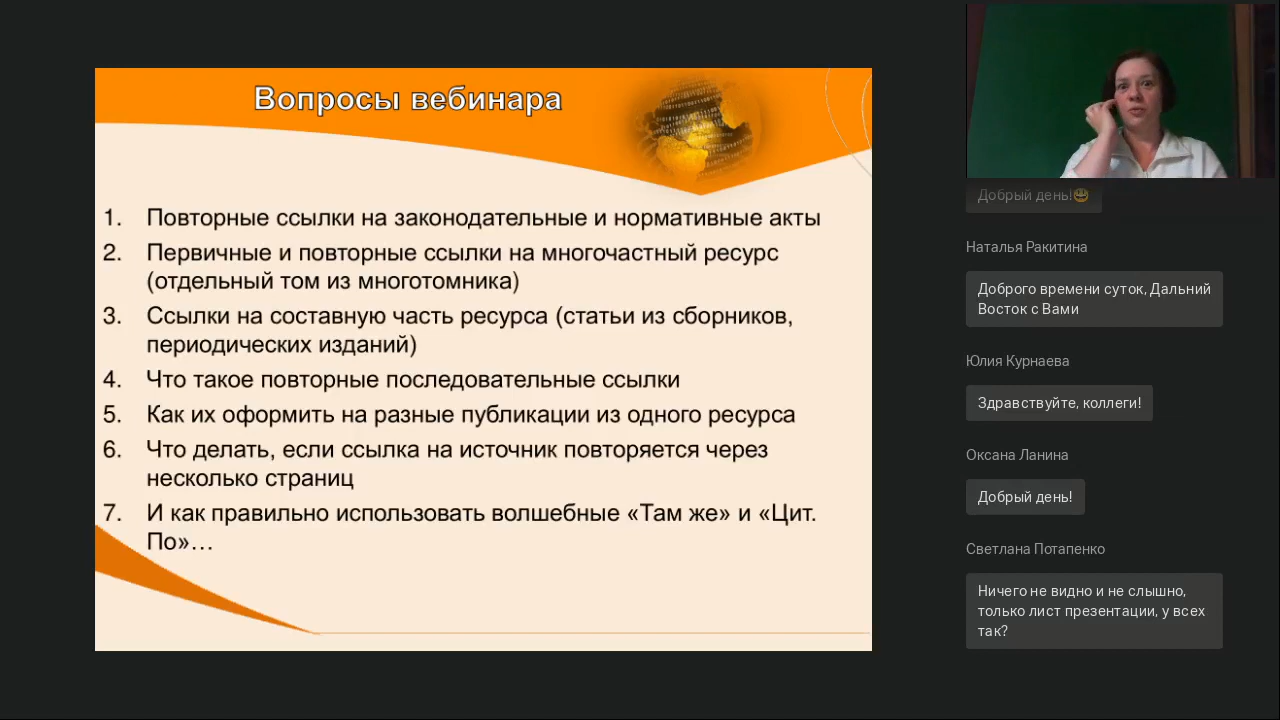 Вопросы вебинара
1. Повторные ссылки на законодательные и нормативные акты
2. Первичные и повторные ссылки на многочастный ресурс
(отдельный том из многотомника)
3. Ссылки на составную часть ресурса (статьи из сборников,
периодических изданий)
4. Что такое повторные последовательные ссылки
5. Как их оформить на разные публикации из одного ресурса
6. Что делать, если ссылка на источник повторяется через
несколько страниц
7. И как правильно использовать волшебные «Там же» и «Цит.
По»…
Добрый день!😃
Наталья Ракитина
Доброго времени суток, Дальний
Восток с Вами
Юлия Курнаева
Здравствуйте, коллеги!
Оксана Ланина
Добрый день!
Светлана Потапенко
Ничего не видно и не слышно,
только лист презентации, у всех
так?